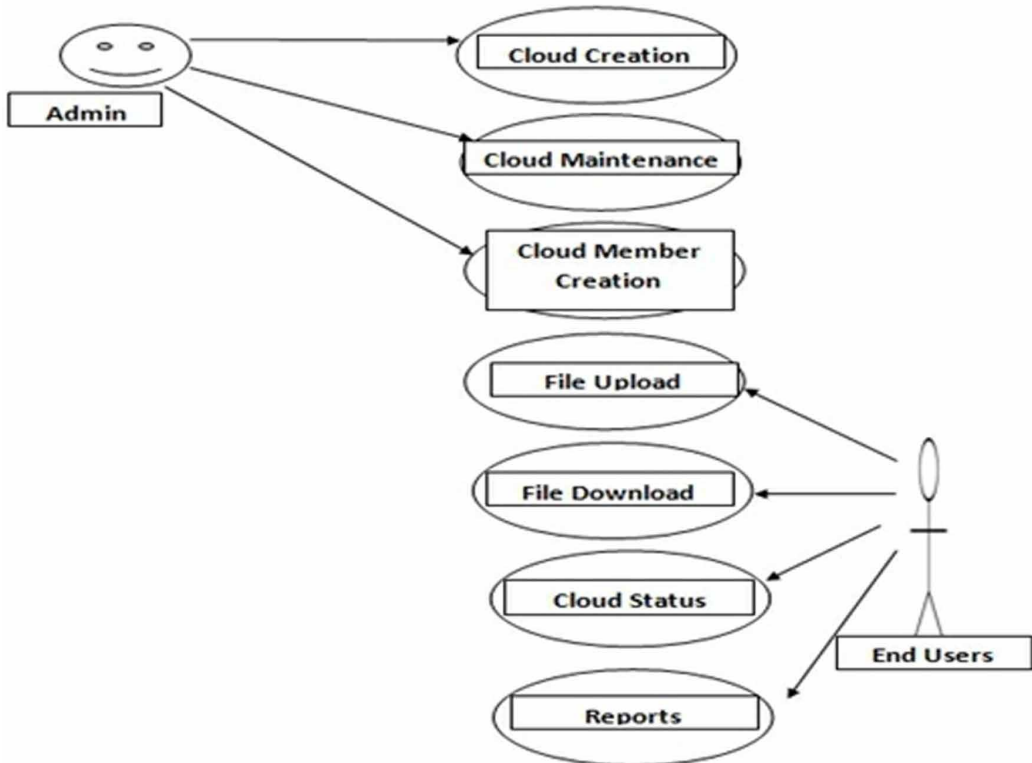 Cloud Creation
Admin
Cloud Maintenance
Cloud Member
Creation
File Upload
File Download
Cloud Status
End Users
Reports